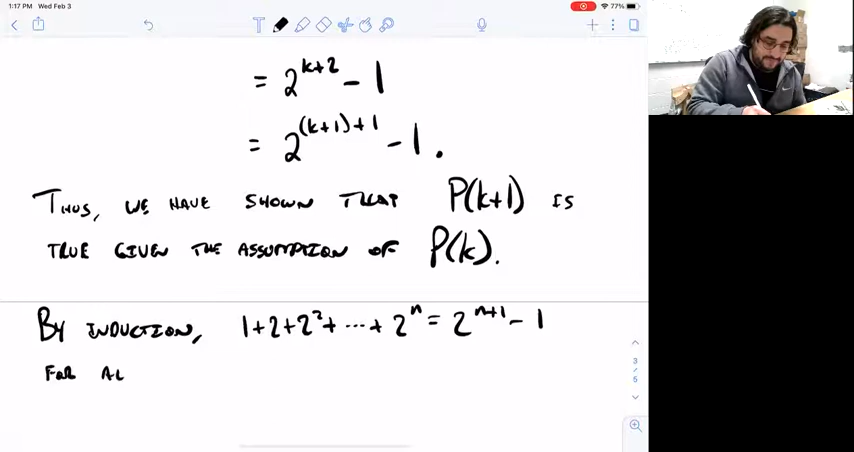 1:17 PM Wed Feb 3
77%
= 2^{k+2} - 1
= 2^{(k+1)+1} - 1.
THUS, WE HAVE SHOWN THAT P(k+1) IS
TRUE GIVEN THE ASSUMPTION OF P(k).
BY INDUCTION, 1+2+2^2+...+2^n = 2^{n+1} - 1
FOR AL
3
/
5